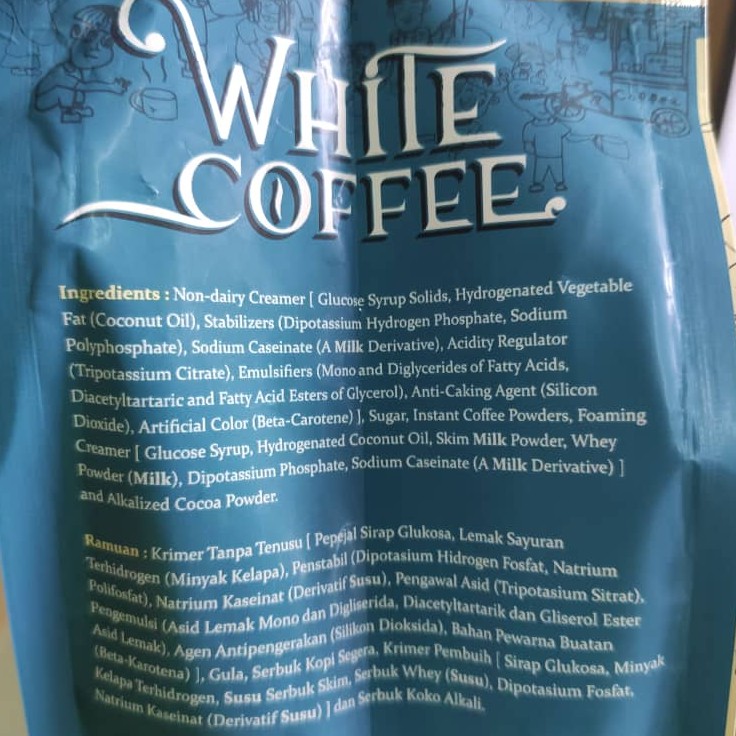 WHITE
COFFEE
Ingredients : Non-dairy Creamer [ Glucose Syrup Solids, Hydrogenated Vegetable
Fat (Coconut Oil), Stabilizers (Dipotassium Hydrogen Phosphate, Sodium
Polyphosphate), Sodium Caseinate (A Milk Derivative), Acidity Regulator
(Tripotassium Citrate), Emulsifiers (Mono and Diglycerides of Fatty Acids,
Diacetyltartaric and Fatty Acid Esters of Glycerol), Anti-Caking Agent (Silicon
Dioxide), Artificial Color (Beta-Carotene) ], Sugar, Instant Coffee Powders, Foaming
Creamer [ Glucose Syrup, Hydrogenated Coconut Oil, Skim Milk Powder, Whey
Powder (Milk), Dipotassium Phosphate, Sodium Caseinate (A Milk Derivative) ]
and Alkalized Cocoa Powder.
Ramuan : Krimer Tanpa Tenusu [ Pepejal Sirap Glukosa, Lemak Sayuran
Terhidrogen (Minyak Kelapa), Penstabil (Dipotasium Hidrogen Fosfat, Natrium
Polifosfat), Natrium Kaseinat (Derivatif Susu), Pengawal Asid (Tripotasium Sitrat),
Pengemulsi (Asid Lemak Mono dan Digliserida, Diacetyltartarik dan Gliserol Ester
Asid Lemak), Agen Antipengerakan (Silikon Dioksida), Bahan Pewarna Buatan
(Beta-Karotena) ], Gula, Serbuk Kopi Segera, Krimer Pembuih [ Sirap Glukosa, Minyak
Kelapa Terhidrogen, Susu Serbuk Skim, Serbuk Whey (Susu), Dipotasium Fosfat,
Natrium Kaseinat (Derivatif Susu) ] dan Serbuk Koko Alkali.